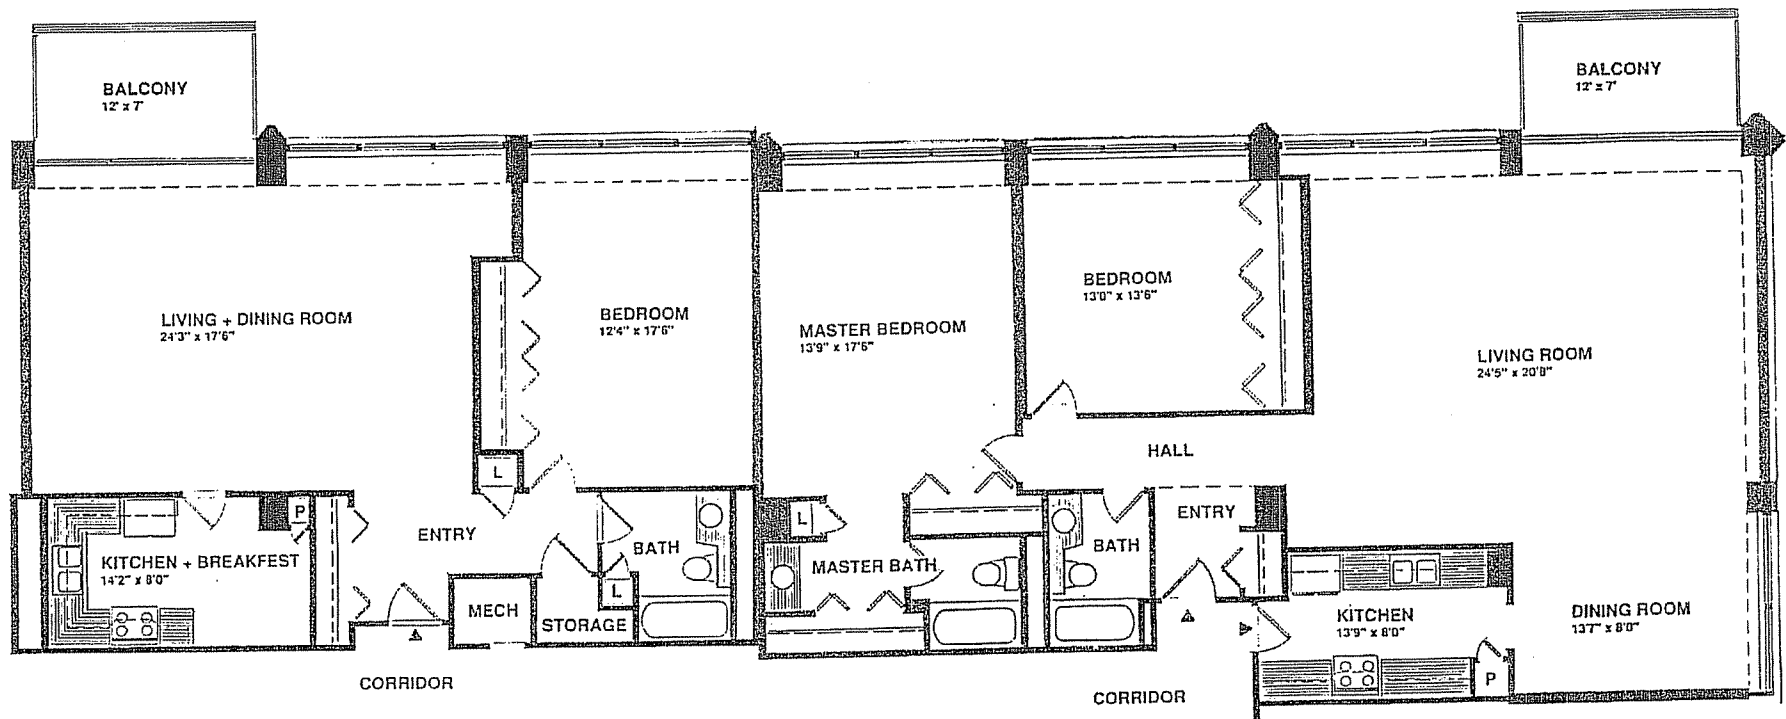 BALCONY
12' x 7'
BALCONY
12' x 7'
LIVING + DINING ROOM
24'3" x 17'6"
BEDROOM
12'4" x 17'6"
MASTER BEDROOM
13'9" x 17'6"
BEDROOM
13'0" x 13'6"
LIVING ROOM
24'5" x 20'8"
L
HALL
P
L
ENTRY
ENTRY
KITCHEN + BREAKFEST
14'2" x 8'0"
BATH
MASTER BATH
BATH
L
MECH
STORAGE
KITCHEN
13'9" x 8'0"
DINING ROOM
13'7" x 8'0"
P
CORRIDOR
CORRIDOR